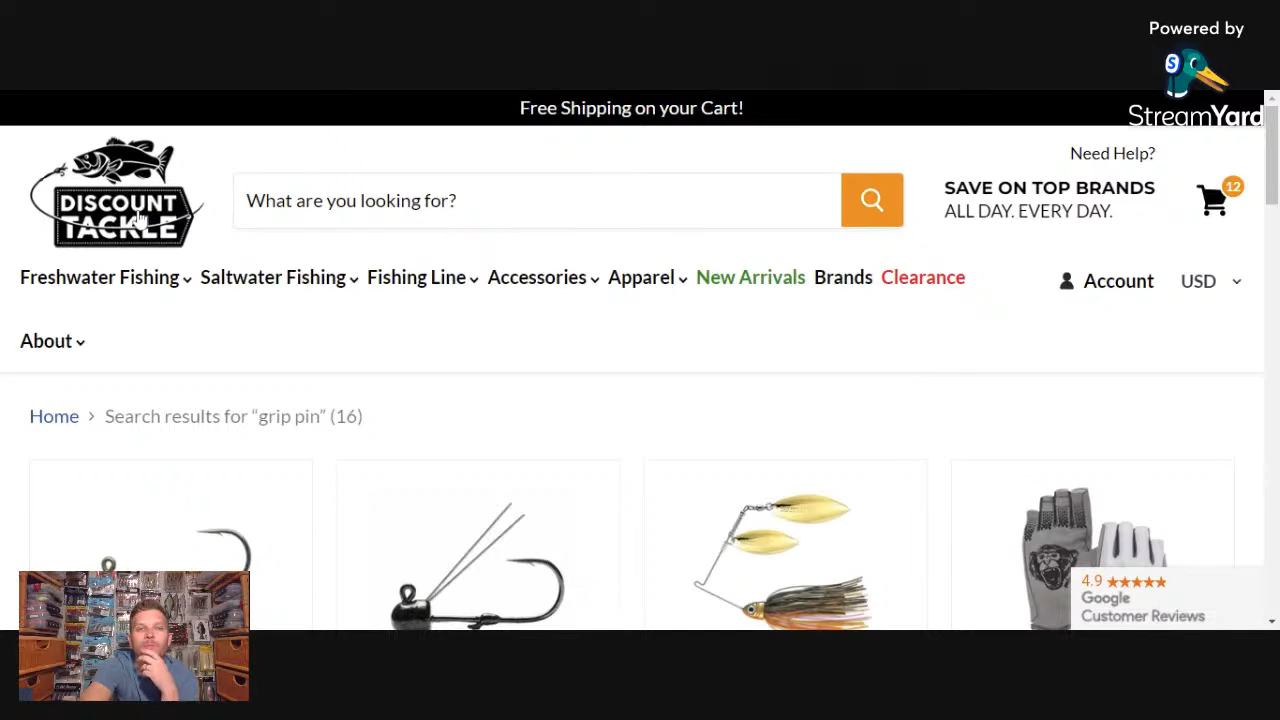 Powered by
S
StreamYard
Free Shipping on your Cart!
DISCOUNT
TACKLE
What are you looking for?
Need Help?
SAVE ON TOP BRANDS
ALL DAY. EVERY DAY.
12
Freshwater Fishing Saltwater Fishing Fishing Line Accessories Apparel New Arrivals Brands Clearance
Account USD
About
Home > Search results for “grip pin” (16)
4.9
Google
Customer Reviews